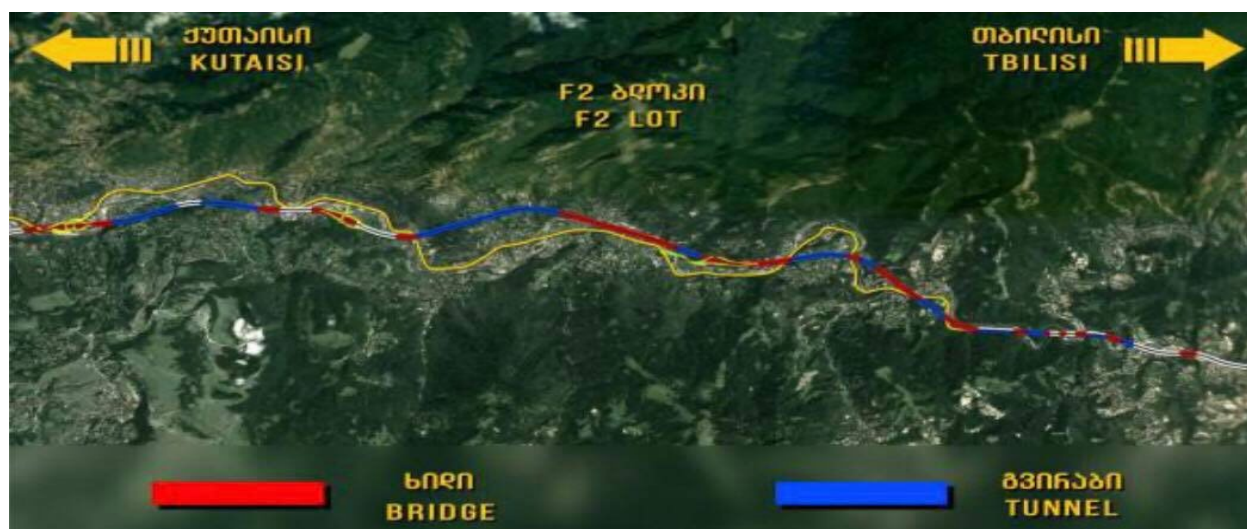 ქუთაისი
KUTAISI
თბილისი
TBILISI
F2 ბლოკი
F2 LOT
ხიდი
BRIDGE
გვირაბი
TUNNEL